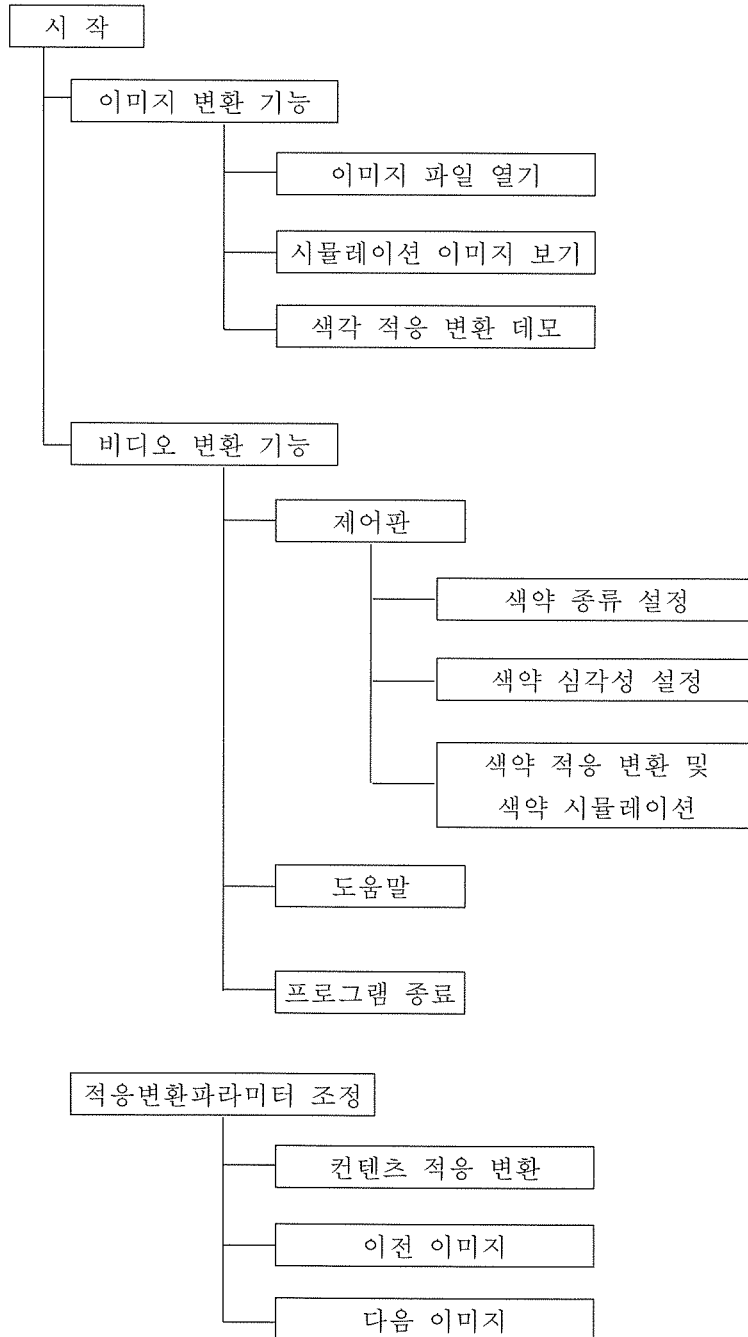 시 작
이미지 변환 기능
이미지 파일 열기
시뮬레이션 이미지 보기
색각 적응 변환 데모
비디오 변환 기능
제어판
색약 종류 설정
색약 심각성 설정
색약 적응 변환 및
색약 시뮬레이션
도움말
프로그램 종료
적응변환파라미터 조정
컨텐츠 적응 변환
이전 이미지
다음 이미지